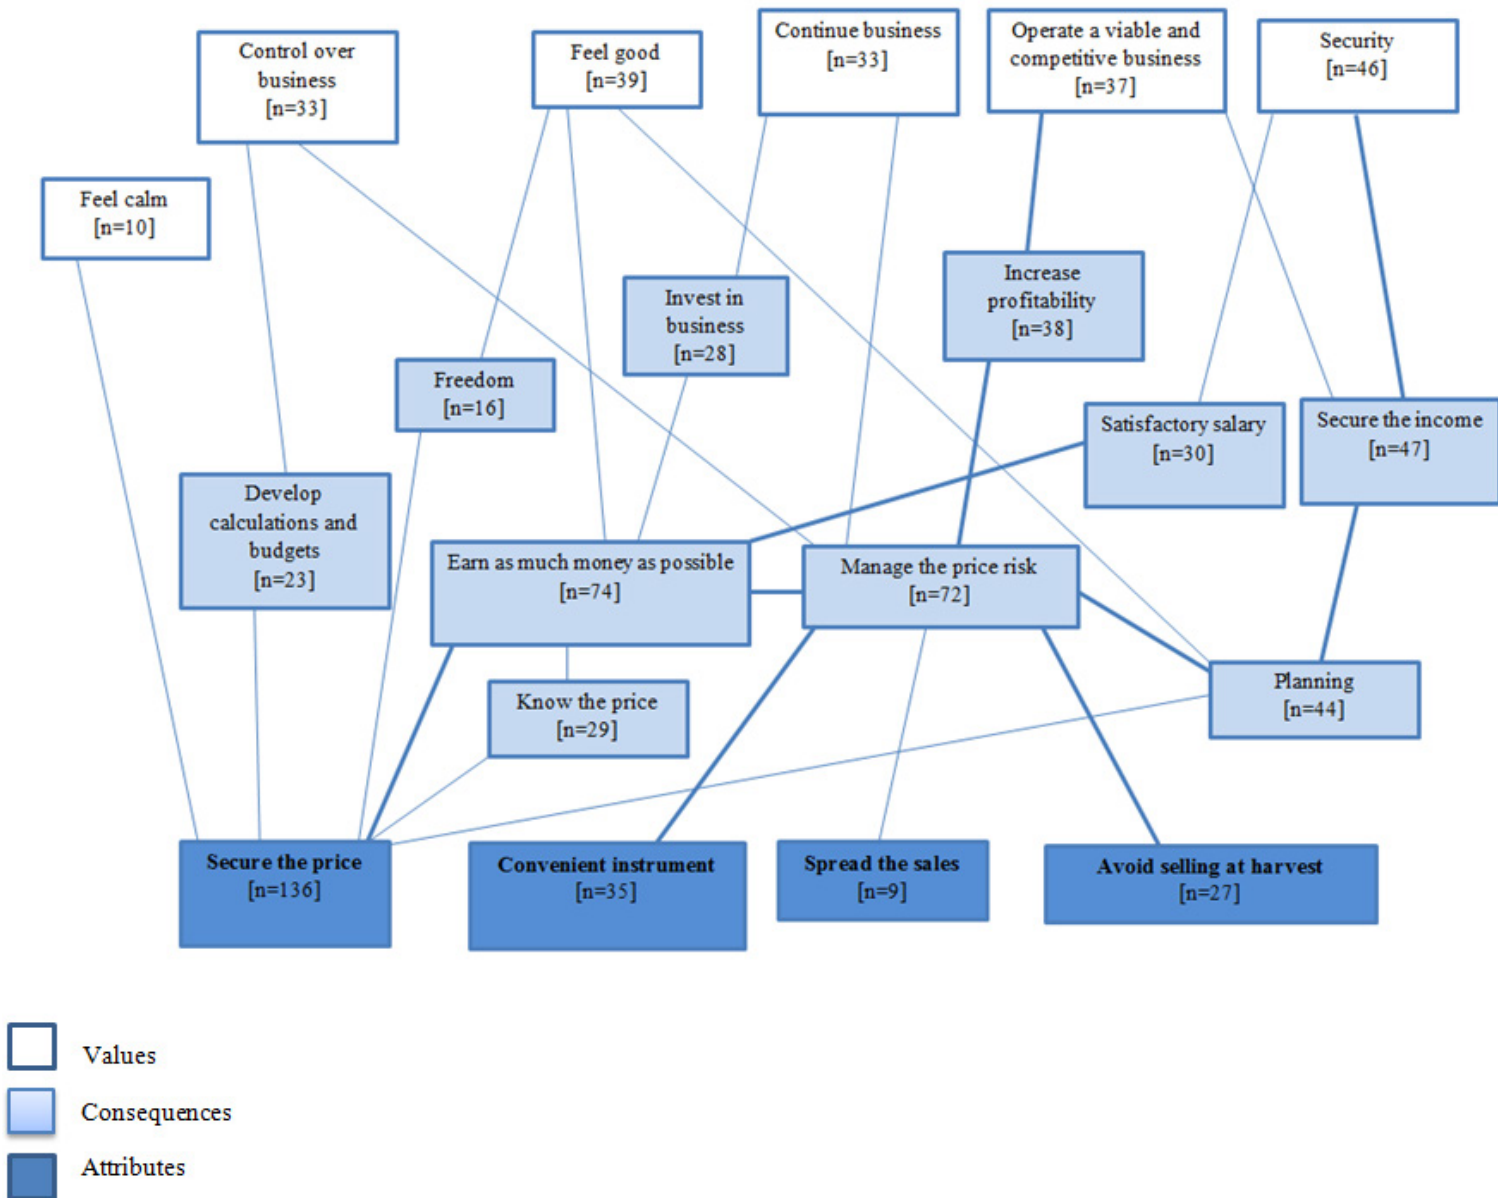 Control over
business
[n=33]
Feel good
[n=39]
Continue business
[n=33]
Operate a viable and
competitive business
[n=37]
Security
[n=46]
Feel calm
[n=10]
Increase
profitability
[n=38]
Invest in
business
[n=28]
Freedom
[n=16]
Satisfactory salary
[n=30]
Secure the income
[n=47]
Develop
calculations and
budgets
[n=23]
Earn as much money as possible
[n=74]
Manage the price risk
[n=72]
Planning
[n=44]
Know the price
[n=29]
Secure the price
[n=136]
Convenient instrument
[n=35]
Spread the sales
[n=9]
Avoid selling at harvest
[n=27]
Values
Consequences
Attributes